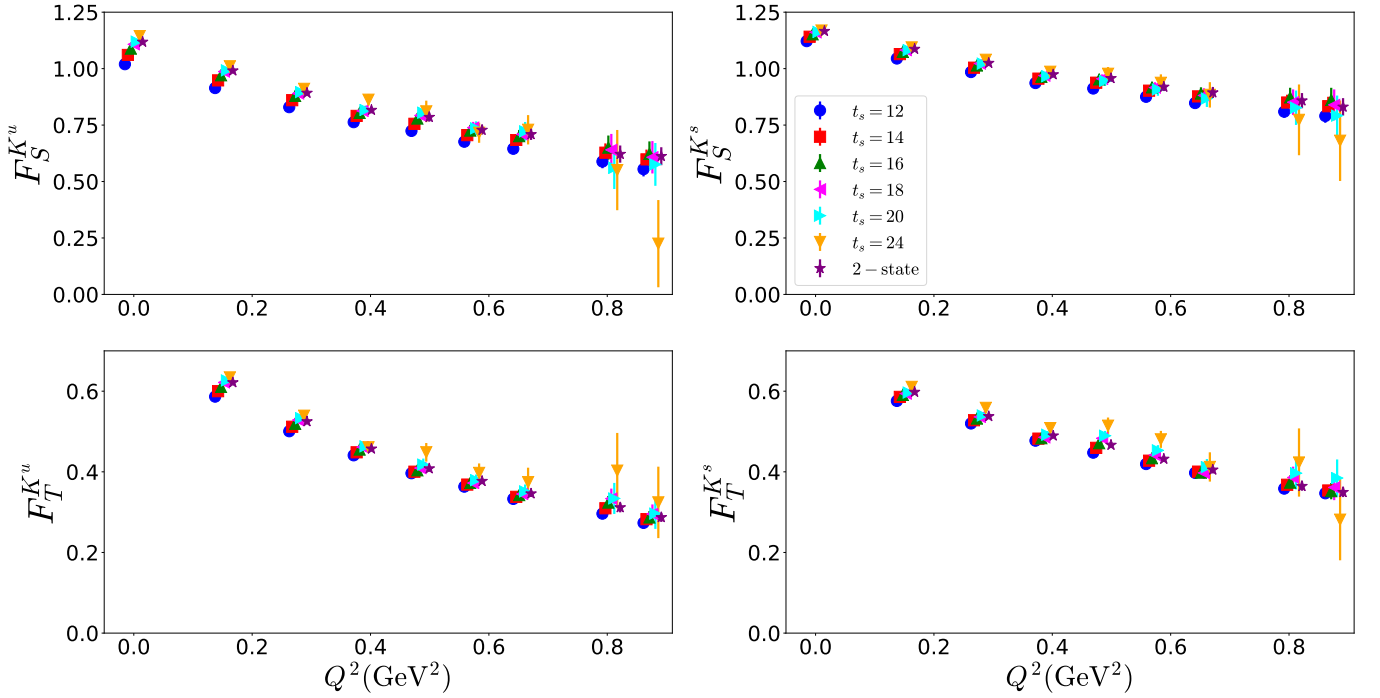 1.25
1.00
0.75
0.50
0.25
0.00
F_S^{Ku}
0.0 0.2 0.4 0.6 0.8
1.25
1.00
0.75
0.50
0.25
0.00
F_S^{Ks}
t_s = 12
t_s = 14
t_s = 16
t_s = 18
t_s = 20
t_s = 24
2 − state
0.0 0.2 0.4 0.6 0.8
0.6
0.4
0.2
0.0
F_T^{Ku}
0.0 0.2 0.4 0.6 0.8
Q^2(GeV^2)
0.6
0.4
0.2
0.0
F_T^{Ks}
0.0 0.2 0.4 0.6 0.8
Q^2(GeV^2)